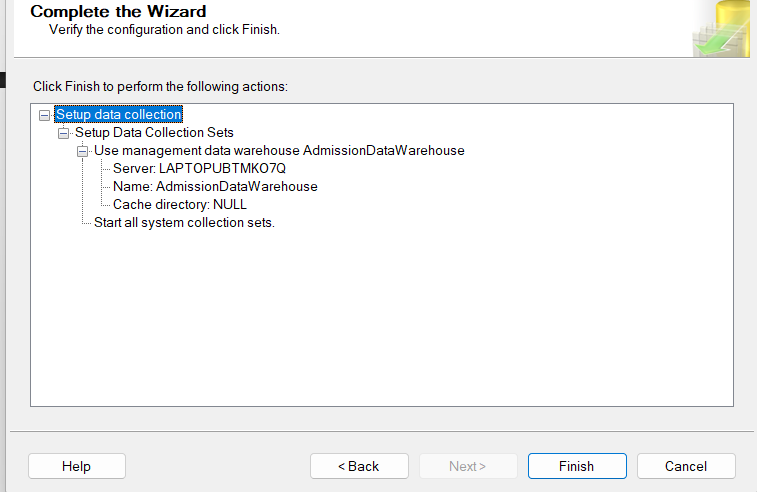 Complete the Wizard
Verify the configuration and click Finish.
Click Finish to perform the following actions:
Setup data collection
Setup Data Collection Sets
Use management data warehouse AdmissionDataWarehouse
Server: LAPTOPUBTMKO7Q
Name: AdmissionDataWarehouse
Cache directory: NULL
Start all system collection sets.
Help
< Back
Next >
Finish
Cancel